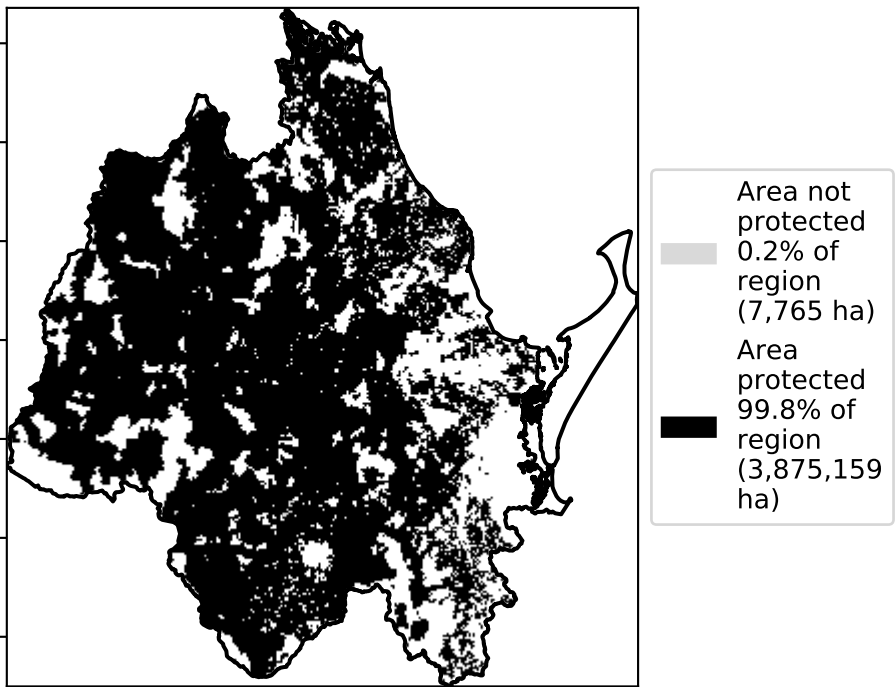 Area not
protected
0.2% of
region
(7,765 ha)
Area
protected
99.8% of
region
(3,875,159
ha)